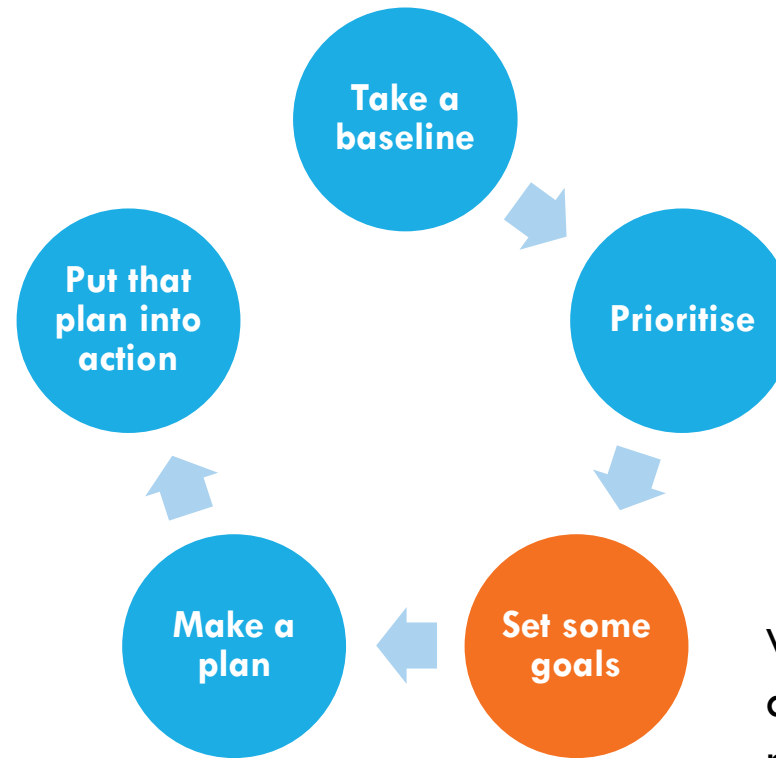 Take a
baseline
Prioritise
Set some
goals
Make a
plan
Put that
plan into
action